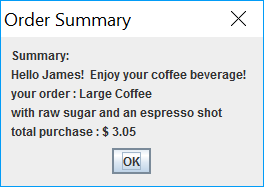 Order Summary
Summary:
Hello James!  Enjoy your coffee beverage!
your order : Large Coffee
with raw sugar and an espresso shot
total purchase : $ 3.05
OK